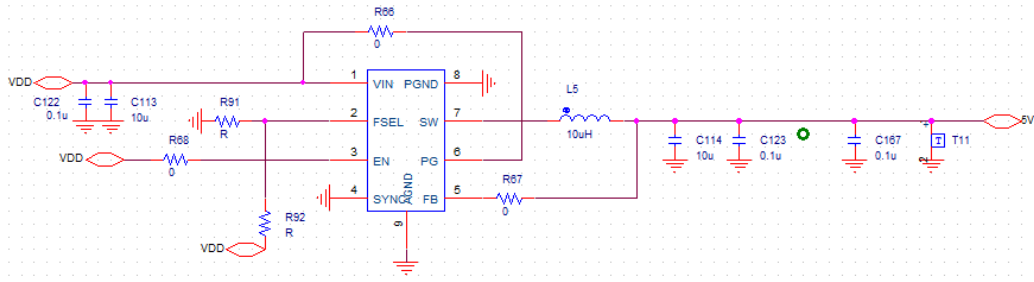 R66
0
VDD
1
VIN
PGND
8
L5
C122
0.1u
C113
10u
R91
R
2
FSEL
SW
7
10uH
5V
R68
0
VDD
3
EN
PG
6
C114
10u
C123
0.1u
C167
0.1u
T
T11
2
R67
0
4
SYNC
AGND
FB
5
R92
R
9
VDD